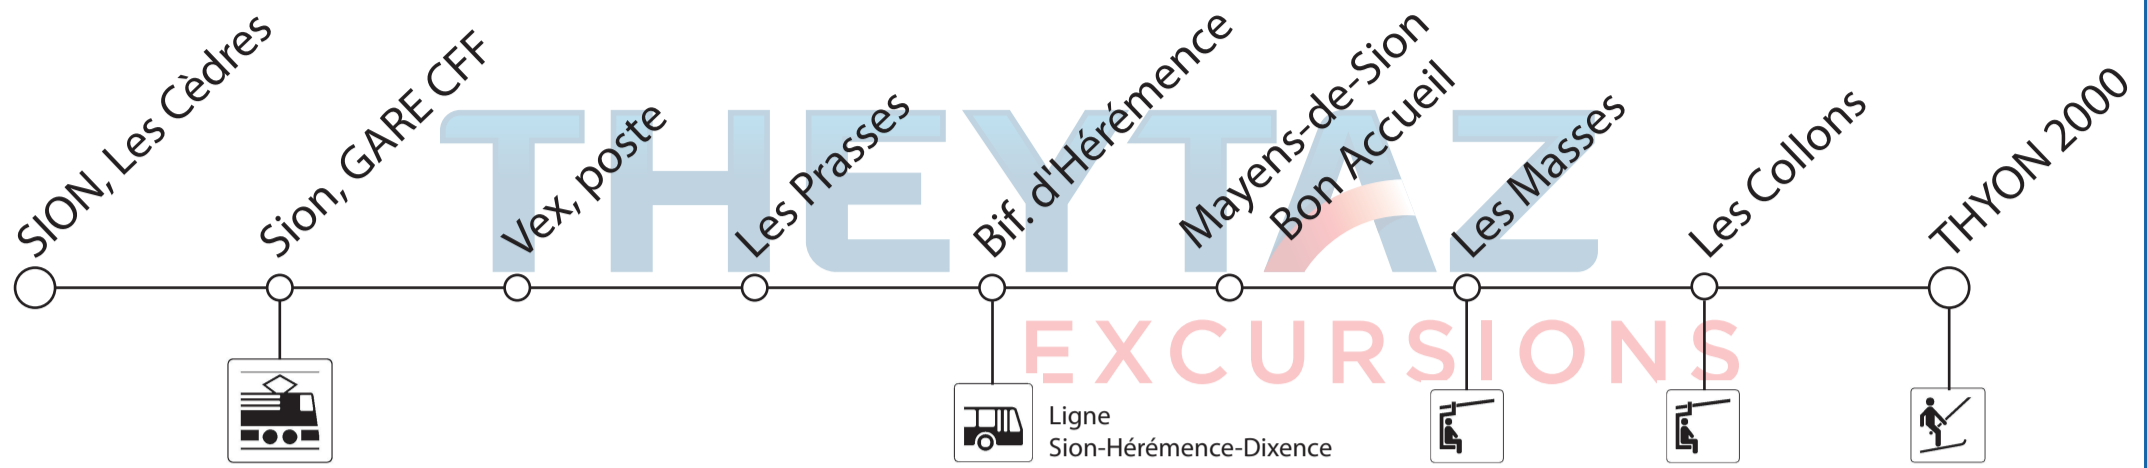 SION, Les Cèdres
Sion, GARE CFF
Vex, poste
Les Prasses
Bif. d'Hérémence
Mayens-de-Sion
Bon Accueil
Les Masses
Les Collons
THYON 2000
THEYTAZ
EXCURSIONS
Ligne
Sion-Hérémence-Dixence